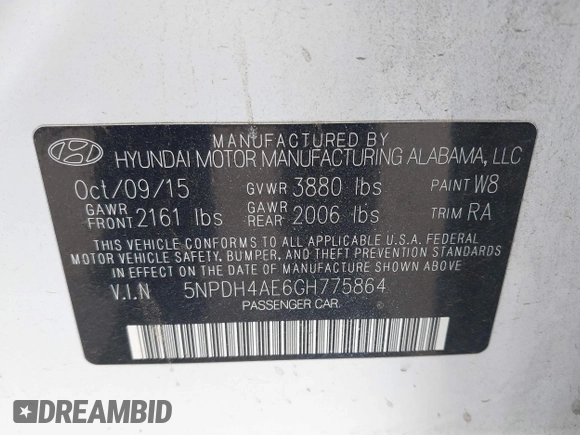 MANUFACTURED BY
HYUNDAI MOTOR MANUFACTURING ALABAMA, LLC
Oct/09/15 GVWR 3880 lbs PAINT W8
GAWR FRONT 2161 lbs GAWR REAR 2006 lbs TRIM RA
THIS VEHICLE CONFORMS TO ALL APPLICABLE U.S.A. FEDERAL
MOTOR VEHICLE SAFETY, BUMPER, AND THEFT PREVENTION STANDARDS
IN EFFECT ON THE DATE OF MANUFACTURE SHOWN ABOVE.
V.I.N 5NPDH4AE6GH775864
PASSENGER CAR
DREAMBID